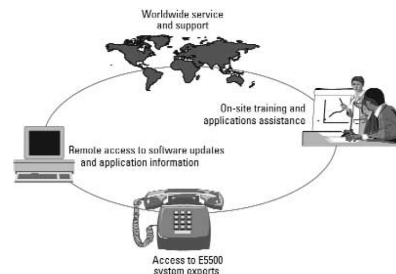 Worldwide service
and support
On-site training and
applications assistance
Remote access to software updates
and application information
Access to E5500
system exports